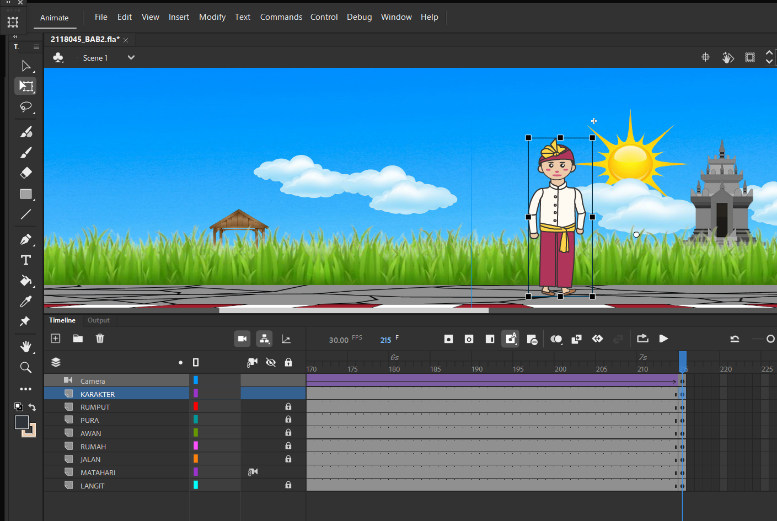 Animate File Edit View Insert Modify Text Commands Control Debug Window Help
T.
2118045_BAB2.fla* ×
Scene 1
Timeline Output
30.00 FPS 215 F
6s 7s
170 175 180 185 190 195 200 205 210 220 225
Camera
KARAKTER
RUMPUT
PURA
AWAN
RUMAH
JALAN
MATAHARI
LANGIT